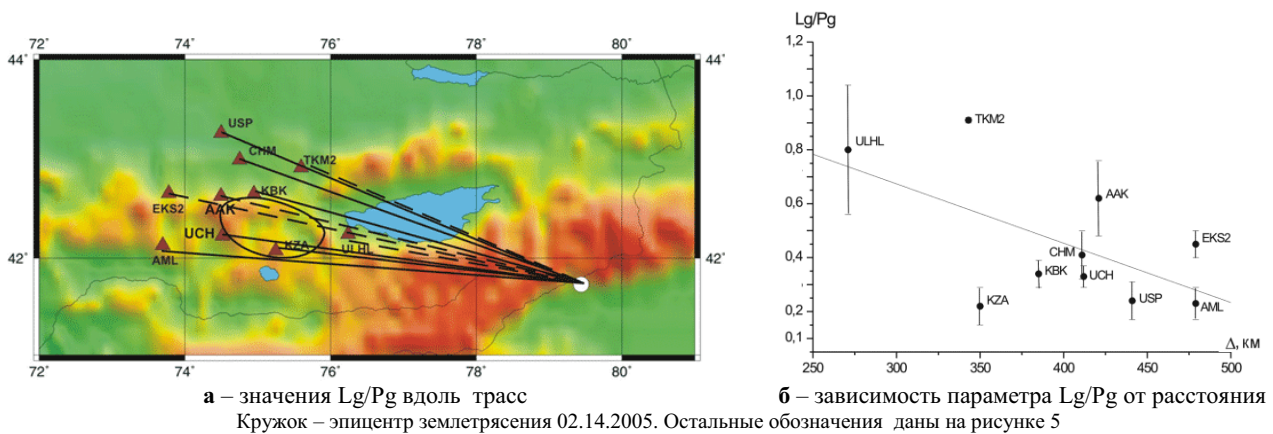 72° 74° 76° 78° 80°
44° 44°
USP
CHM
TKM2
KBK
EKS2 AAK
UCH
KZA ULHL
AML
42° 42°
72° 74° 76° 78° 80°
Lg/Pg
1,2
1,0
TKM2
0,8
ULHL
AAK
0,6
EKS2
CHM
0,4
KBK UCH
KZA USP AML
0,2
0,1
Δ, км
250 300 350 400 450 500
а – значения Lg/Pg вдоль трасс
б – зависимость параметра Lg/Pg от расстояния
Кружок – эпицентр землетрясения 02.14.2005. Остальные обозначения даны на рисунке 5